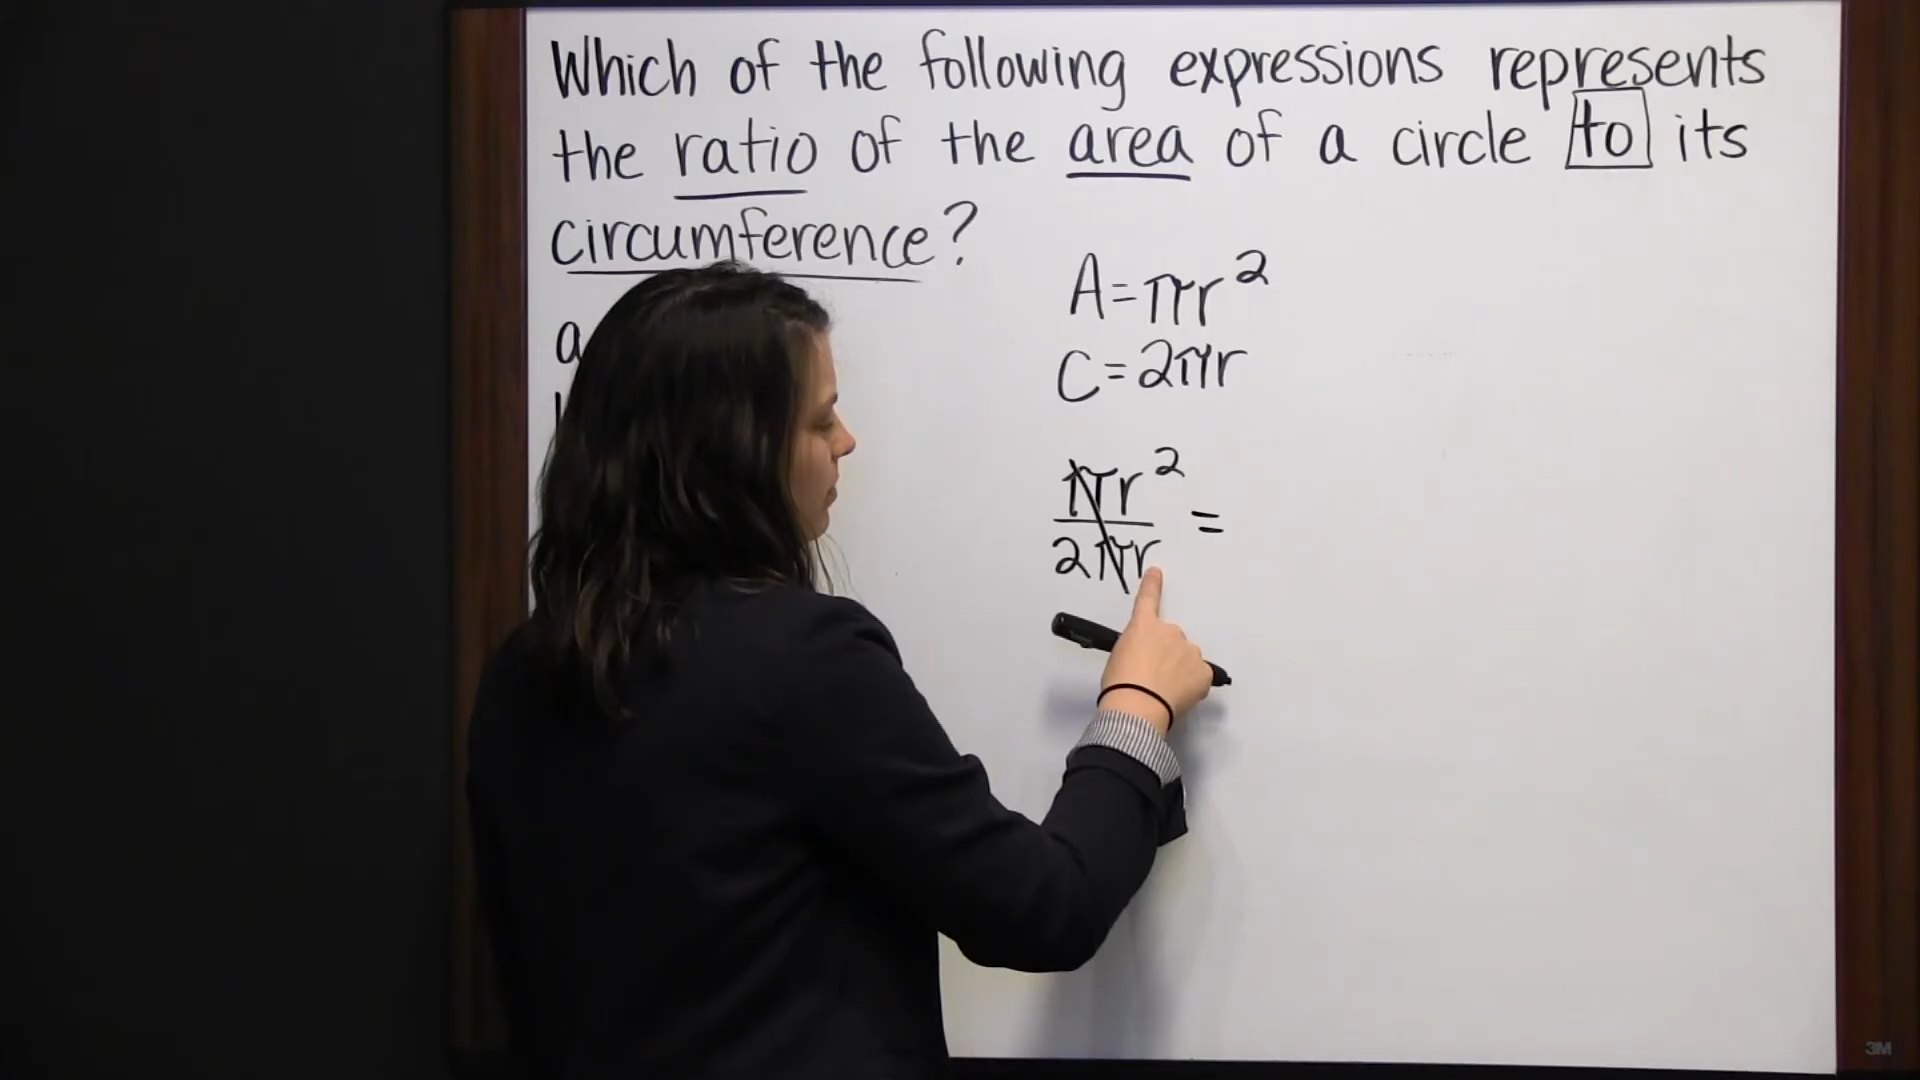 Which of the following expressions represents
the ratio of the area of a circle to its
circumference?
A=πr²
a
C=2πr
πr²
=
2πr
3M